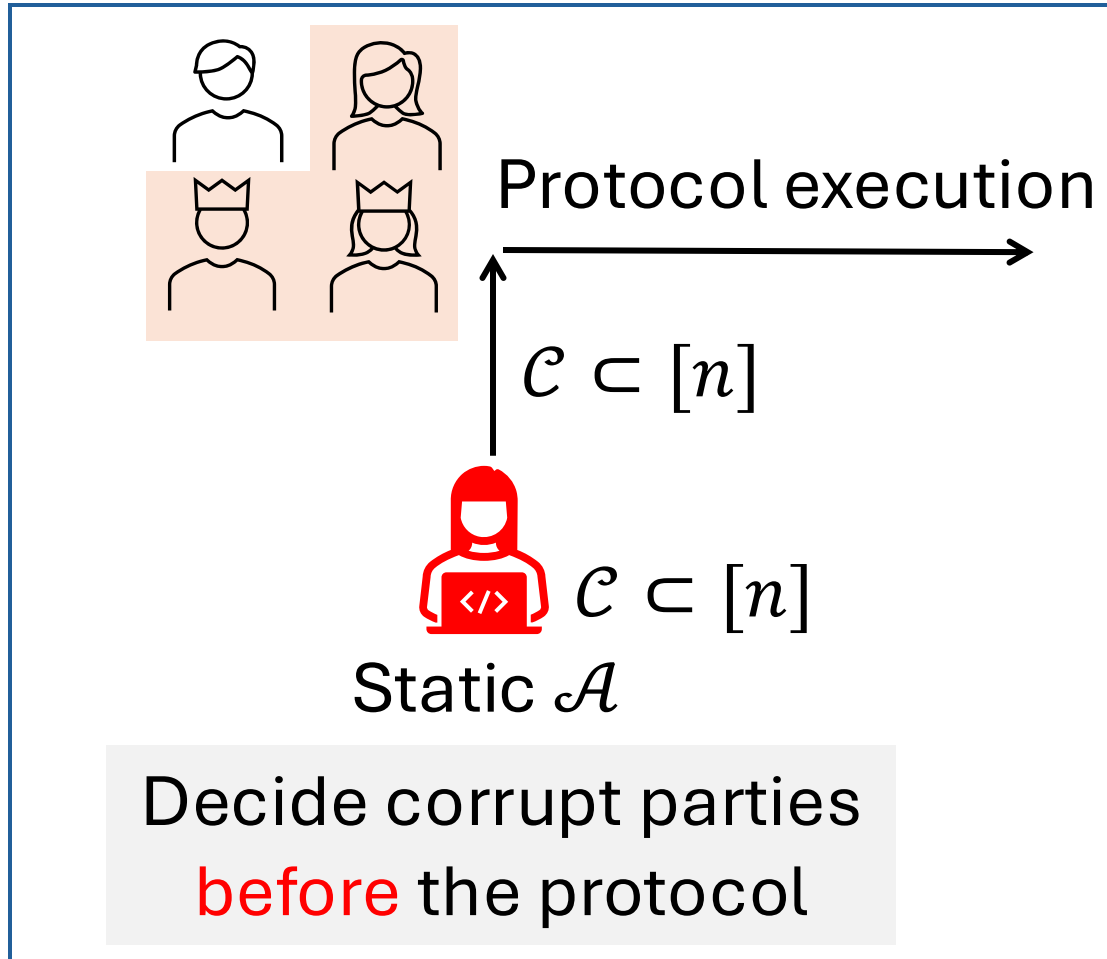 Protocol execution
𝒞 ⊂ [𝑛]
</> 𝒞 ⊂ [𝑛]
Static 𝒜
Decide corrupt parties
before the protocol